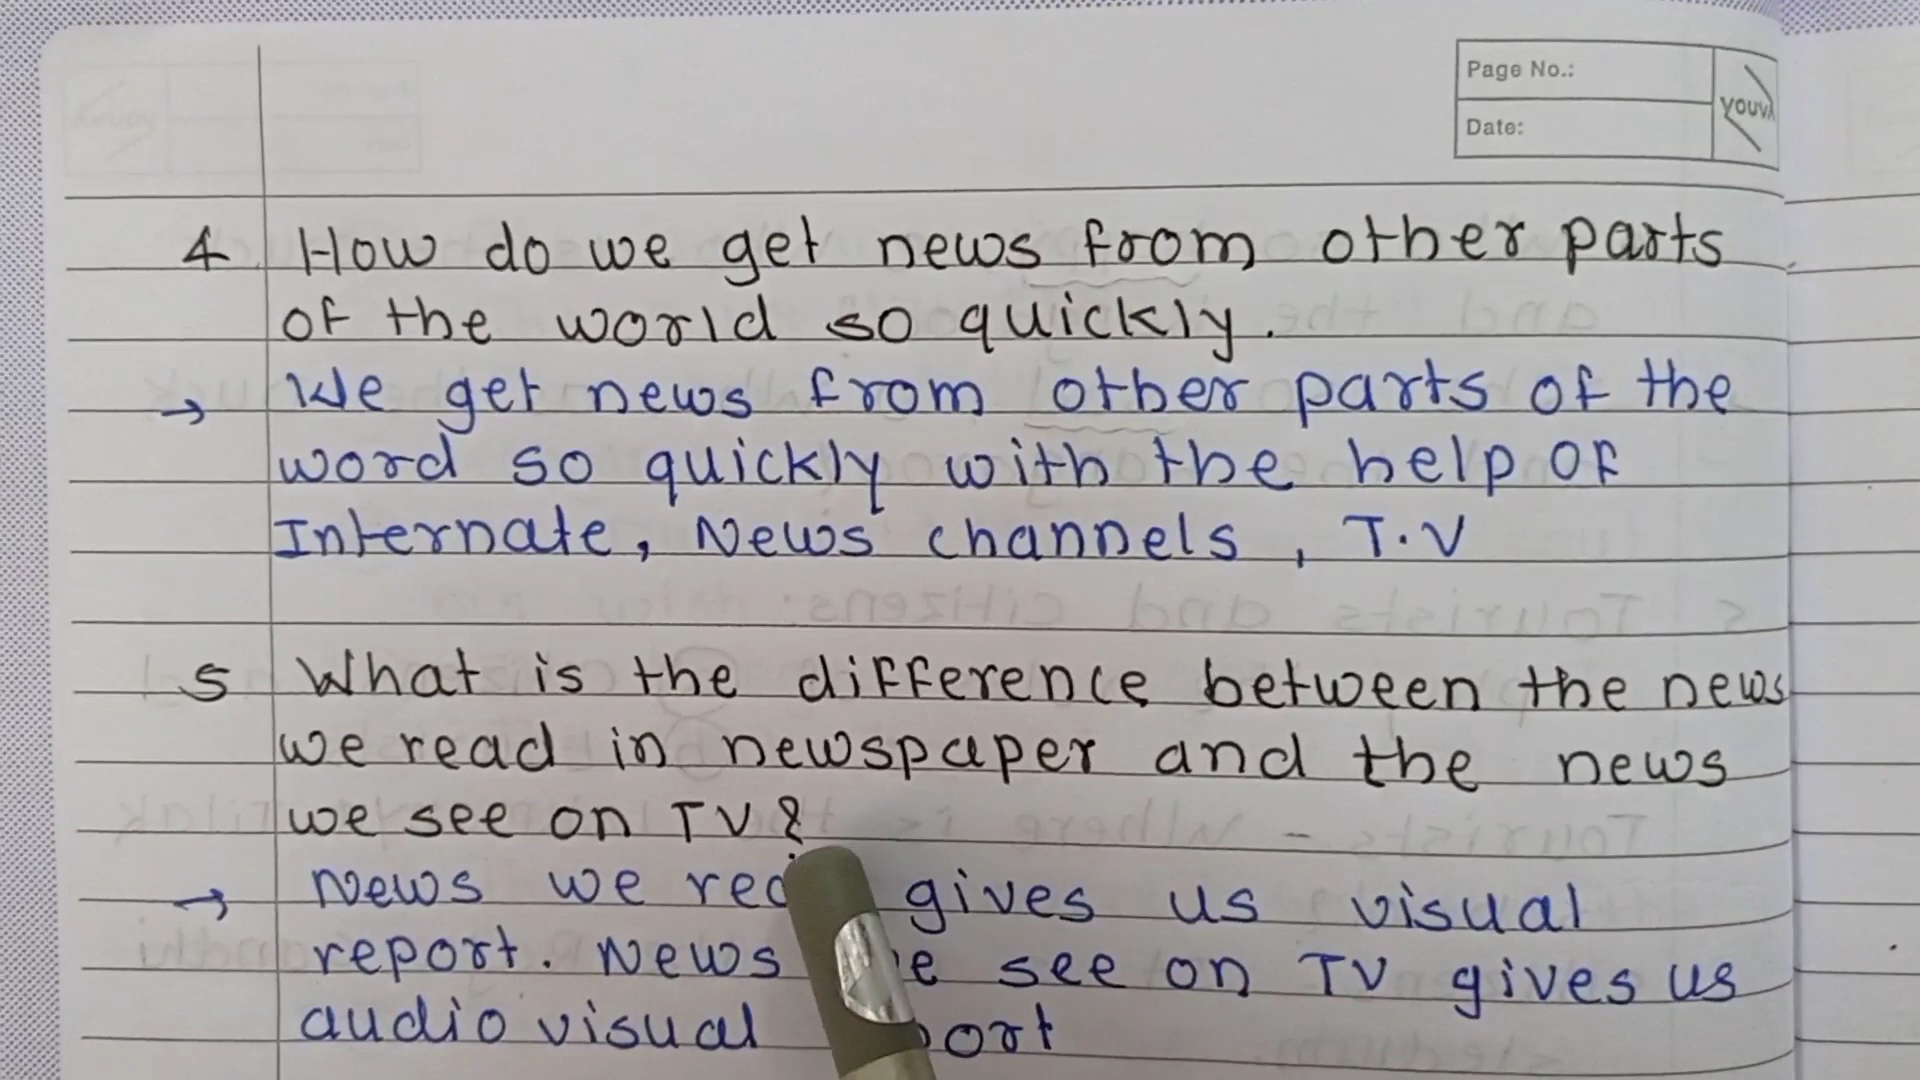 Page No.:
Date:
YOUVA
4 How do we get news from other parts
of the world so quickly.
→ We get news from other parts of the
word so quickly with the help of
Internate, News channels, T.V
5 What is the difference between the news
we read in newspaper and the news
we see on TV?
→ News we gives us visual
report. News see on TV gives us
audio visual